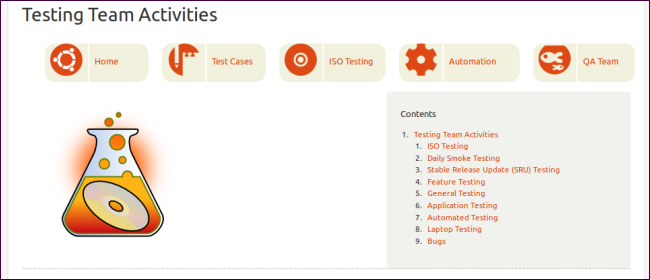 Testing Team Activities
Home
Test Cases
ISO Testing
Automation
QA Team
Contents
1. Testing Team Activities
1. ISO Testing
2. Daily Smoke Testing
3. Stable Release Update (SRU) Testing
4. Feature Testing
5. General Testing
6. Application Testing
7. Automated Testing
8. Laptop Testing
9. Bugs